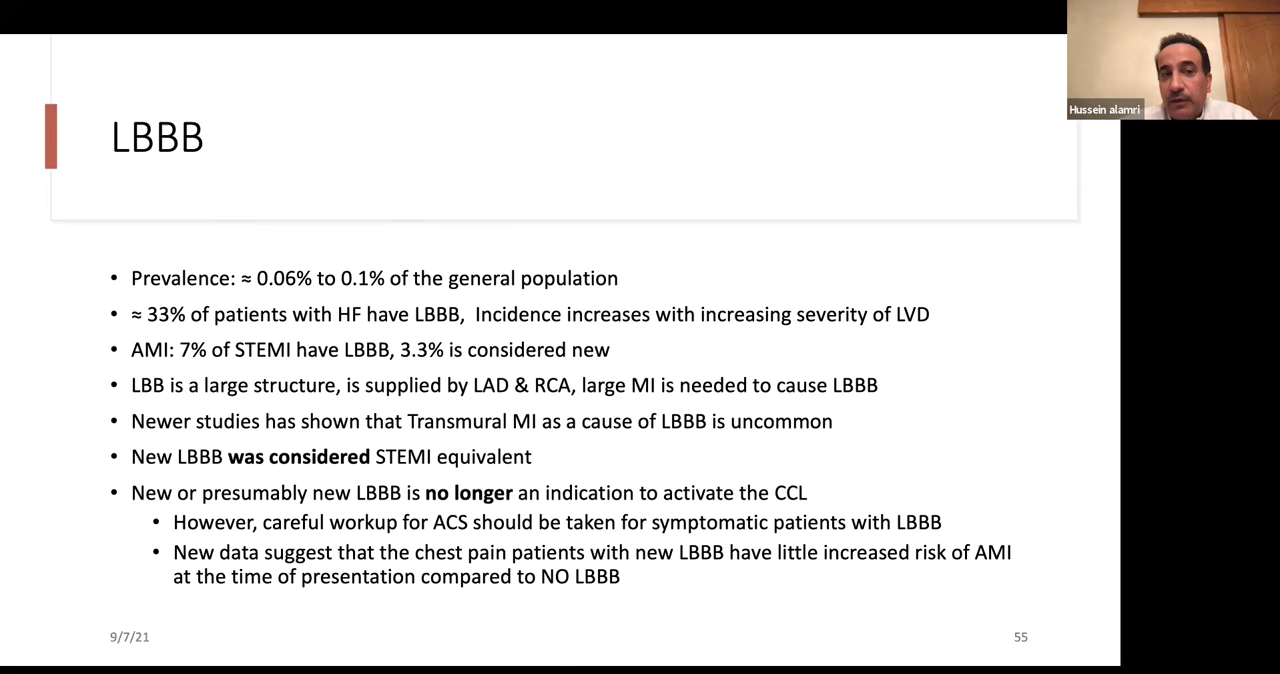 Hussein alamri
LBBB
• Prevalence: ≈ 0.06% to 0.1% of the general population
• ≈ 33% of patients with HF have LBBB, Incidence increases with increasing severity of LVD
• AMI: 7% of STEMI have LBBB, 3.3% is considered new
• LBB is a large structure, is supplied by LAD & RCA, large MI is needed to cause LBBB
• Newer studies has shown that Transmural MI as a cause of LBBB is uncommon
• New LBBB was considered STEMI equivalent
• New or presumably new LBBB is no longer an indication to activate the CCL
• However, careful workup for ACS should be taken for symptomatic patients with LBBB
• New data suggest that the chest pain patients with new LBBB have little increased risk of AMI
at the time of presentation compared to NO LBBB
9/7/21
55